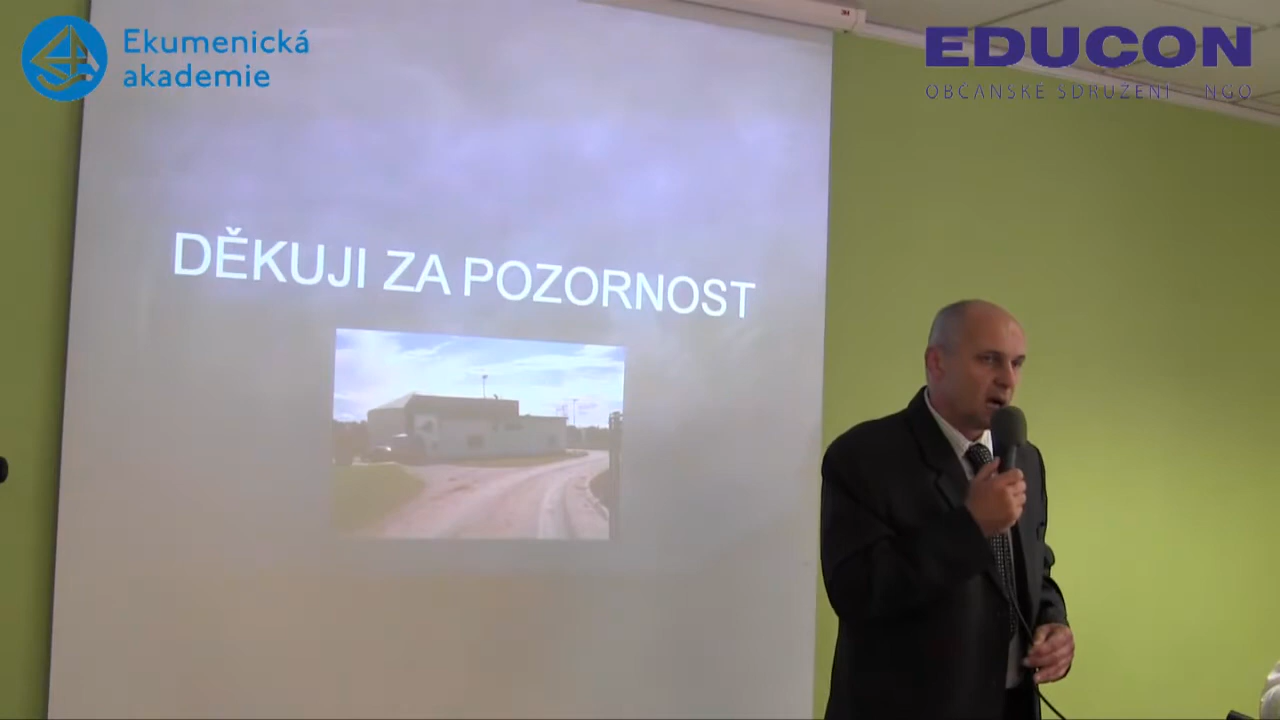 Ekumenická
akademie
EDUCON
OBČANSKÉ SDRUŽENÍ - NGO
DĚKUJI ZA POZORNOST